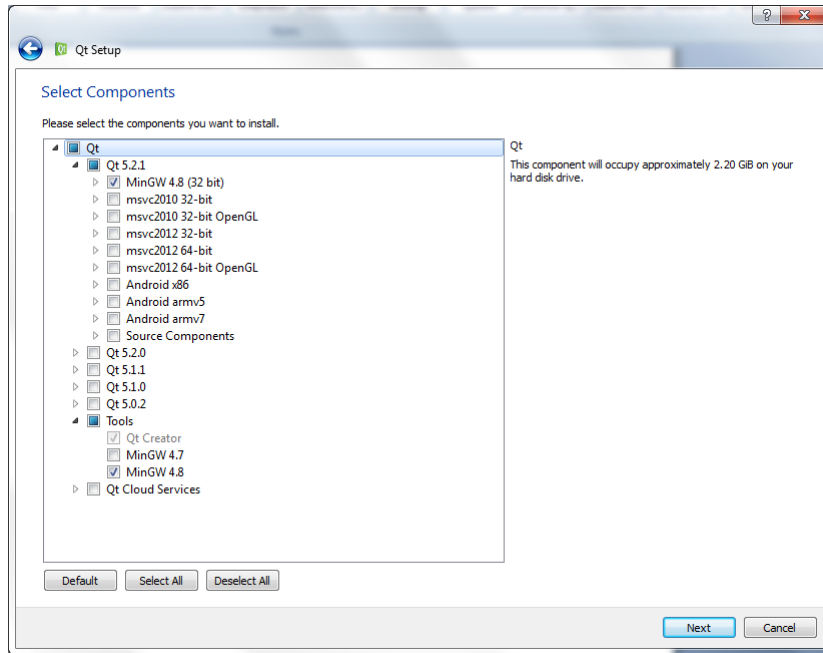 Qt Setup
Select Components
Please select the components you want to install.
Qt
Qt 5.2.1
MinGW 4.8 (32 bit)
msvc2010 32-bit
msvc2010 32-bit OpenGL
msvc2012 32-bit
msvc2012 64-bit
msvc2012 64-bit OpenGL
Android x86
Android armv5
Android armv7
Source Components
Qt 5.2.0
Qt 5.1.1
Qt 5.1.0
Qt 5.0.2
Tools
Qt Creator
MinGW 4.7
MinGW 4.8
Qt Cloud Services
Qt
This component will occupy approximately 2.20 GiB on your
hard disk drive.
Default Select All Deselect All
Next Cancel